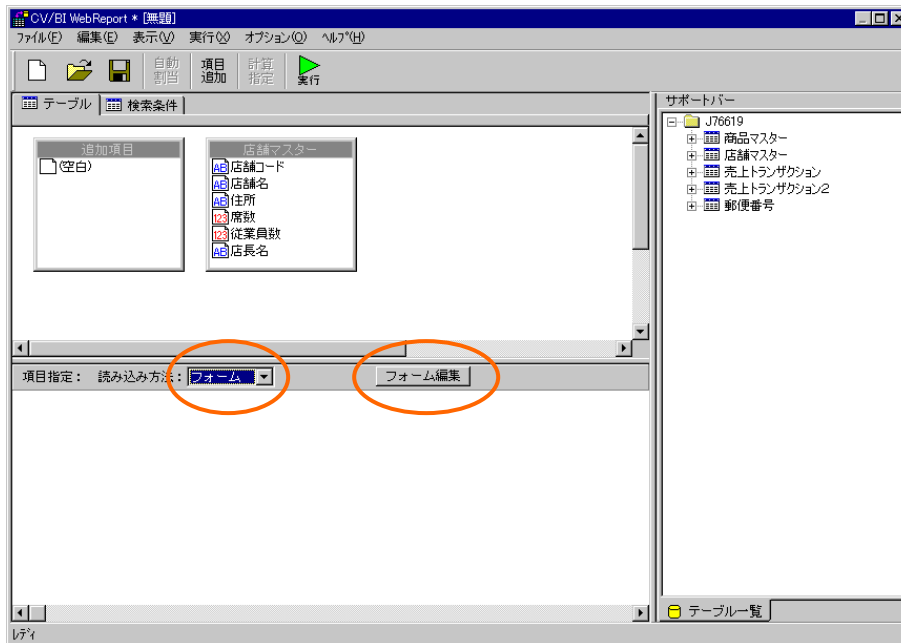 CV/BI WebReport * [無題]
ファイル(F) 編集(E) 表示(V) 実行(X) オプション(O) ヘルプ(H)
自動
割当
項目
追加
計算
指定
実行
テーブル 検索条件
追加項目
(空白)
店舗マスター
店舗コード
店舗名
住所
席数
従業員数
店長名
項目指定： 読み込み方法： フォーム フォーム編集
レディ
サポートバー
J76619
商品マスター
店舗マスター
売上トランザクション
売上トランザクション2
郵便番号
テーブル一覧